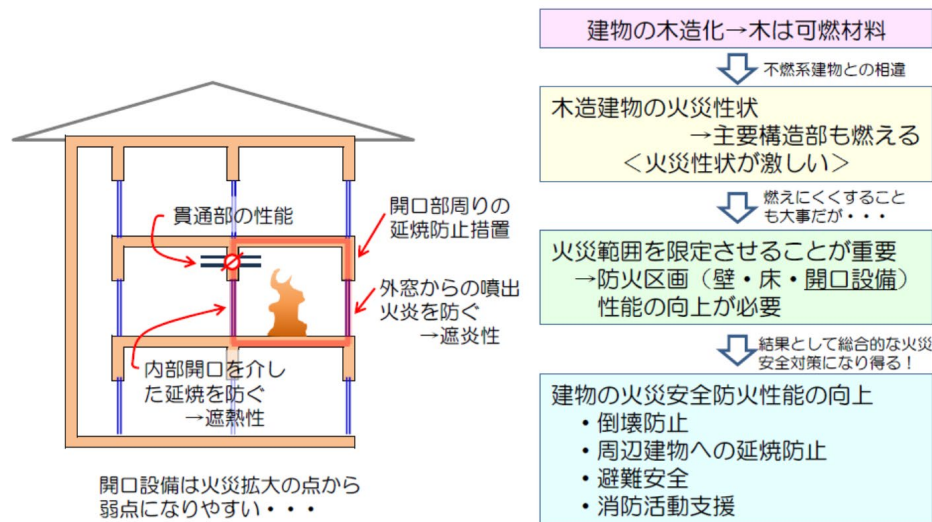 貫通部の性能
開口部周りの
延焼防止措置
外窓からの噴出
火炎を防ぐ
→遮炎性
内部開口を介し
た延焼を防ぐ
→遮熱性
開口設備は火災拡大の点から
弱点になりやすい・・・
建物の木造化→木は可燃材料
不燃系建物との相違
木造建物の火災性状
→主要構造部も燃える
＜火災性状が激しい＞
燃えにくくすること
も大事だが・・・
火災範囲を限定させることが重要
→防火区画（壁・床・開口設備）
性能の向上が必要
結果として総合的な火災
安全対策になり得る！
建物の火災安全防火性能の向上
・倒壊防止
・周辺建物への延焼防止
・避難安全
・消防活動支援